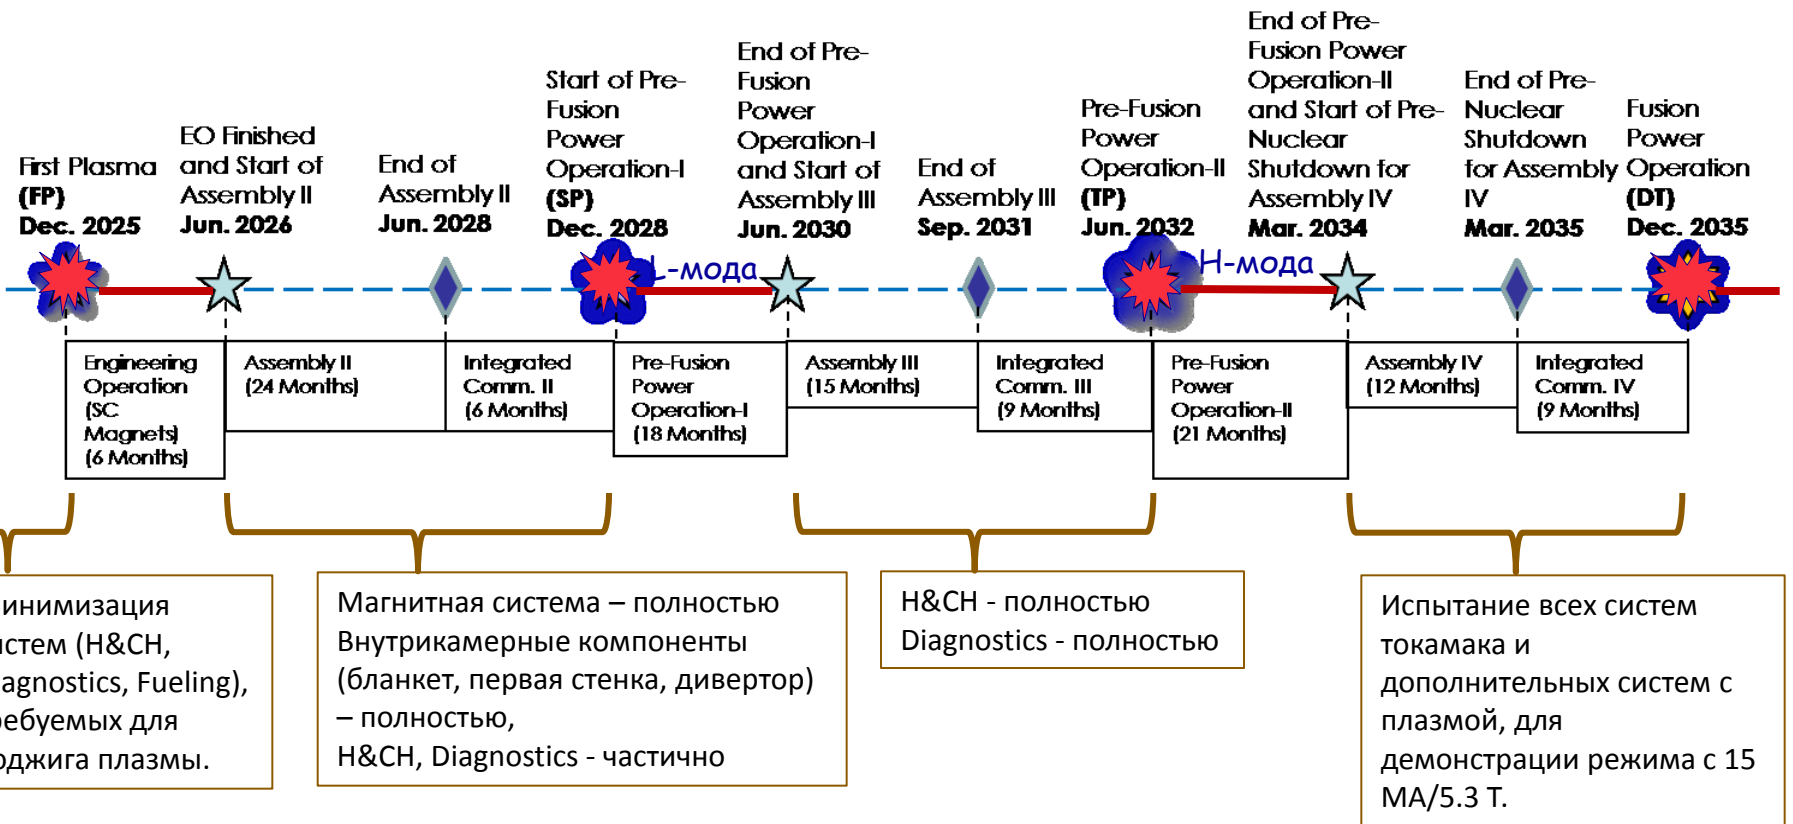 First Plasma
(FP)
Dec. 2025
EO Finished
and Start of
Assembly II
Jun. 2026
End of
Assembly II
Jun. 2028
Start of Pre-
Fusion
Power
Operation-I
(SP)
Dec. 2028
End of Pre-
Fusion
Power
Operation-I
and Start of
Assembly III
Jun. 2030
End of
Assembly III
Sep. 2031
Pre-Fusion
Power
Operation-II
(TP)
Jun. 2032
End of Pre-
Fusion Power
Operation-II
and Start of Pre-
Nuclear
Shutdown for
Assembly IV
Mar. 2034
End of Pre-
Nuclear
Shutdown
for Assembly
IV
Mar. 2035
Fusion
Power
Operation
(DT)
Dec. 2035
L-мода
H-мода
Engineering
Operation
(SC
Magnets)
(6 Months)
Assembly II
(24 Months)
Integrated
Comm. II
(6 Months)
Pre-Fusion
Power
Operation-I
(18 Months)
Assembly III
(15 Months)
Integrated
Comm. III
(9 Months)
Pre-Fusion
Power
Operation-II
(21 Months)
Assembly IV
(12 Months)
Integrated
Comm. IV
(9 Months)
инимизация
истем (H&CH,
iagnostics, Fueling),
ребуемых для
оджига плазмы.
Магнитная система – полностью
Внутрикамерные компоненты
(бланкет, первая стенка, дивертор)
– полностью,
H&CH, Diagnostics - частично
H&CH - полностью
Diagnostics - полностью
Испытание всех систем
токамака и
дополнительных систем с
плазмой, для
демонстрации режима с 15
МА/5.3 Т.